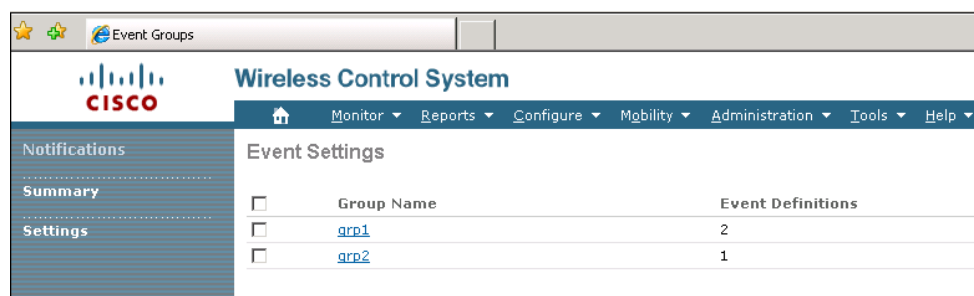 Event Groups
CISCO
Wireless Control System
Monitor Reports Configure Mobility Administration Tools Help
Notifications
Summary
Settings
Event Settings
Group Name Event Definitions
grp1 2
grp2 1